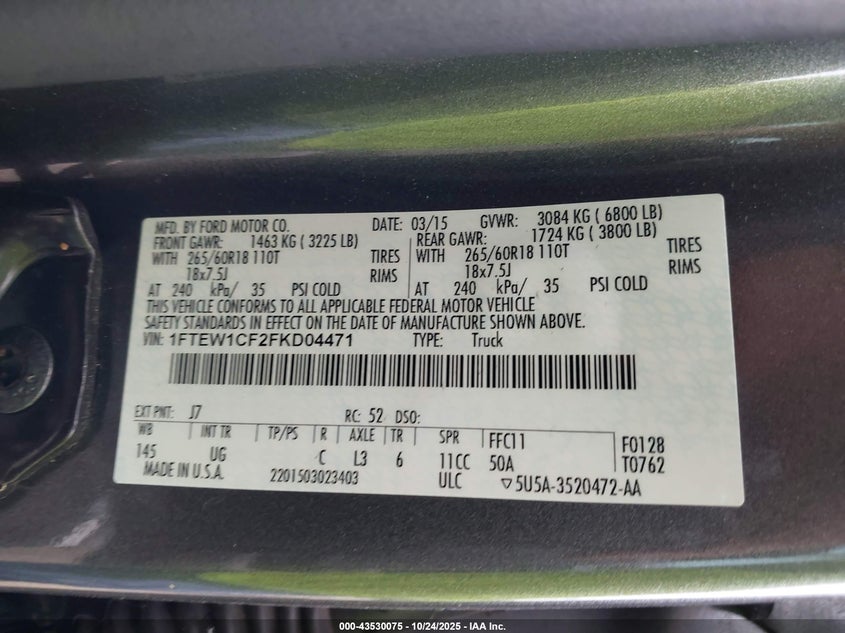 MFD. BY FORD MOTOR CO. DATE: 03/15 GVWR: 3084 KG ( 6800 LB)
FRONT GAWR: 1463 KG ( 3225 LB) REAR GAWR: 1724 KG ( 3800 LB)
WITH 265/60R18 110T TIRES WITH 265/60R18 110T TIRES
18x7.5J RIMS 18x7.5J RIMS
AT 240 kPa/ 35 PSI COLD AT 240 kPa/ 35 PSI COLD
THIS VEHICLE CONFORMS TO ALL APPLICABLE FEDERAL MOTOR VEHICLE
SAFETY STANDARDS IN EFFECT ON THE DATE OF MANUFACTURE SHOWN ABOVE.
VIN: 1FTEW1CF2FKD04471 TYPE: Truck
EXT PNT: J7 RC: 52 DSO:
WB INT TR TP/PS R AXLE TR SPR FFC11 F0128
145 UG C L3 6 11CC 50A T0762
MADE IN U.S.A. 2201503023403 ULC ▽5U5A-3520472-AA
000-43530075 - 10/24/2025 - IAA Inc.